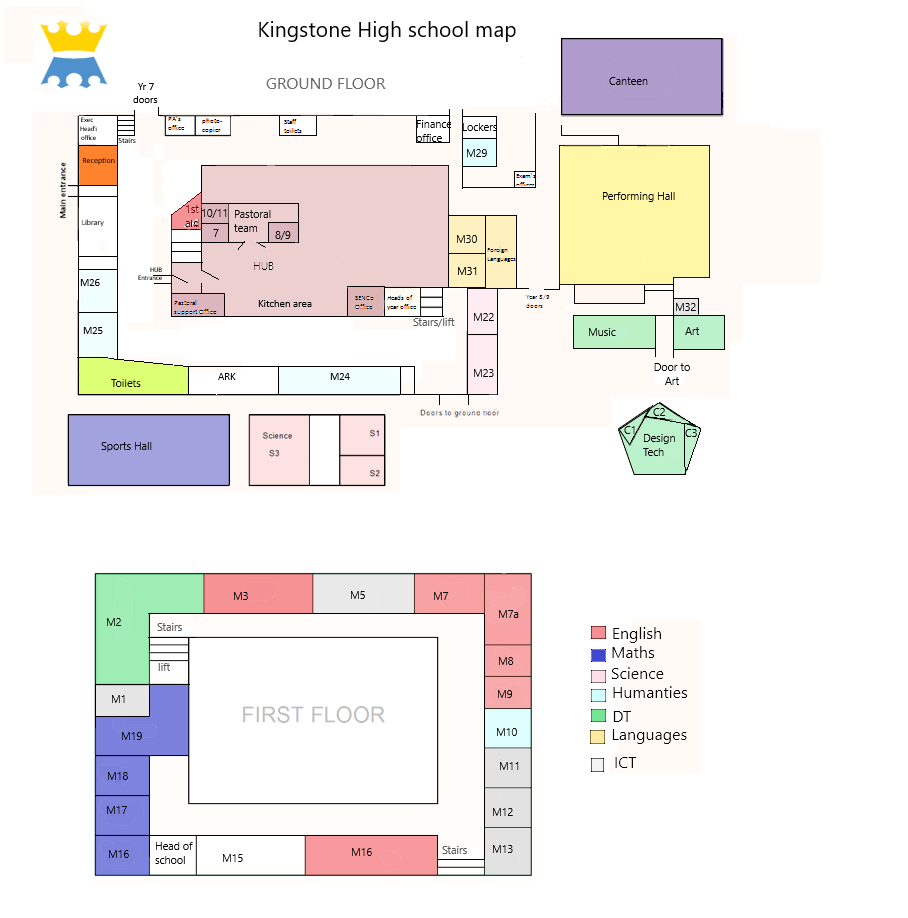 Kingstone High school map
GROUND FLOOR
Canteen
Yr 7
doors
Exec
Head's
office
Stairs
PA's
office
photo-
copier
Staff
toilets
Finance
office
Lockers
M29
Exam's
offices
Reception
Main entrance
Library
M26
M25
Toilets
1st
aid
10/11
7
Pastoral
team
8/9
HUB
HUB
Entrance
Pastoral
support Office
Kitchen area
SENCo
Office
Head's of
year office
Stairs/lift
M30
M31
Foreign
Languages
M22
M23
Year 8/9
doors
Performing Hall
M32
Music
Art
Door to
Art
ARK
M24
Doors to ground floor
C1
C2
C3
Design
Tech
Sports Hall
Science
S3
S1
S2
M2
M3
M5
M7
M7a
Stairs
lift
M8
M9
M1
M19
FIRST FLOOR
M10
M11
M18
M17
M12
M16
Head of
school
M15
M16
Stairs
M13
English
Maths
Science
Humanties
DT
Languages
ICT